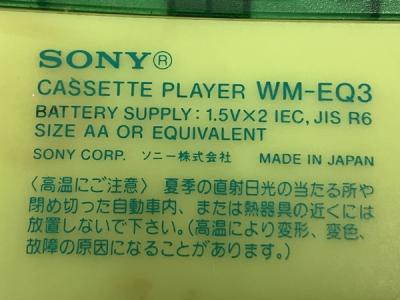 SONY®
CASSETTE PLAYER WM-EQ3
BATTERY SUPPLY: 1.5V×2 IEC, JIS R6
SIZE AA OR EQUIVALENT
SONY CORP. ソニー株式会社 MADE IN JAPAN
〈高温にご注意〉 夏季の直射日光の当たる所や
閉め切った自動車内、または熱器具の近くには
放置しないで下さい。（高温により変形、変色、
故障の原因になることがあります。）